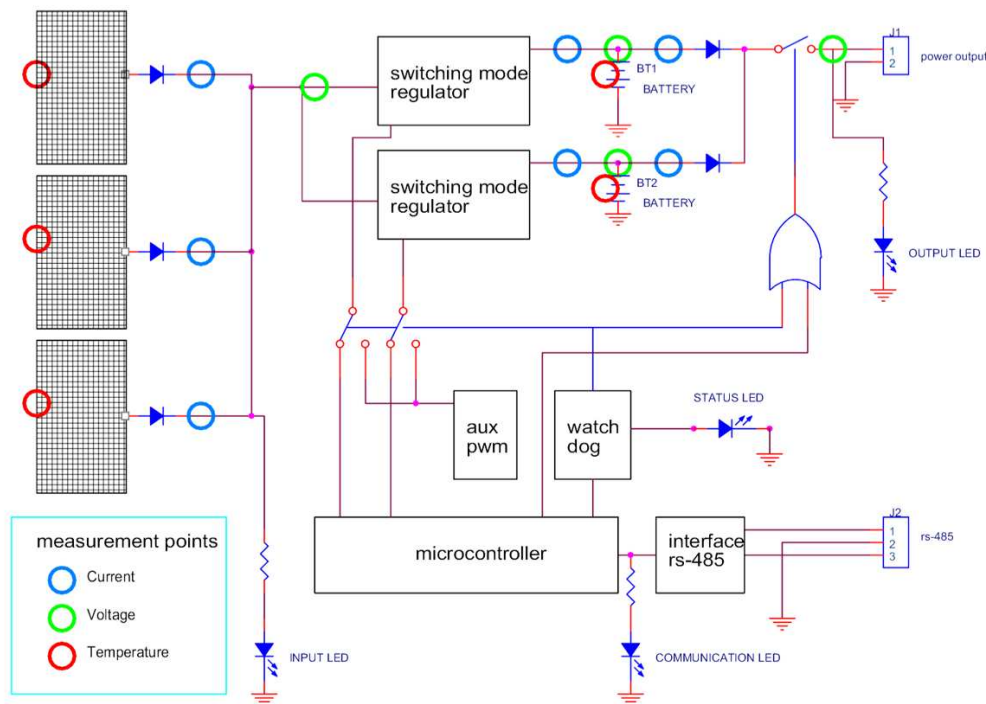 J1
1
2
power output
switching mode
regulator
BT1
BATTERY
switching mode
regulator
BT2
BATTERY
OUTPUT LED
STATUS LED
aux
pwm
watch
dog
J2
1
2
3
rs-485
measurement points
Current
Voltage
Temperature
microcontroller
interface
rs-485
INPUT LED
COMMUNICATION LED